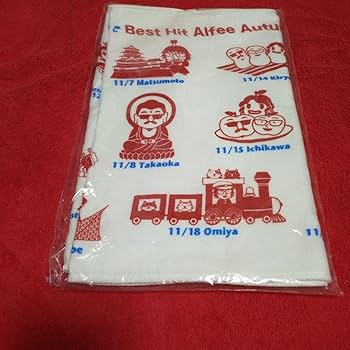 Best Hit Alfee Autu
11/7 Matsumoto
11/14 Kiry
11/8 Takaoka
11/15 Ichikawa
11/18 Omiya